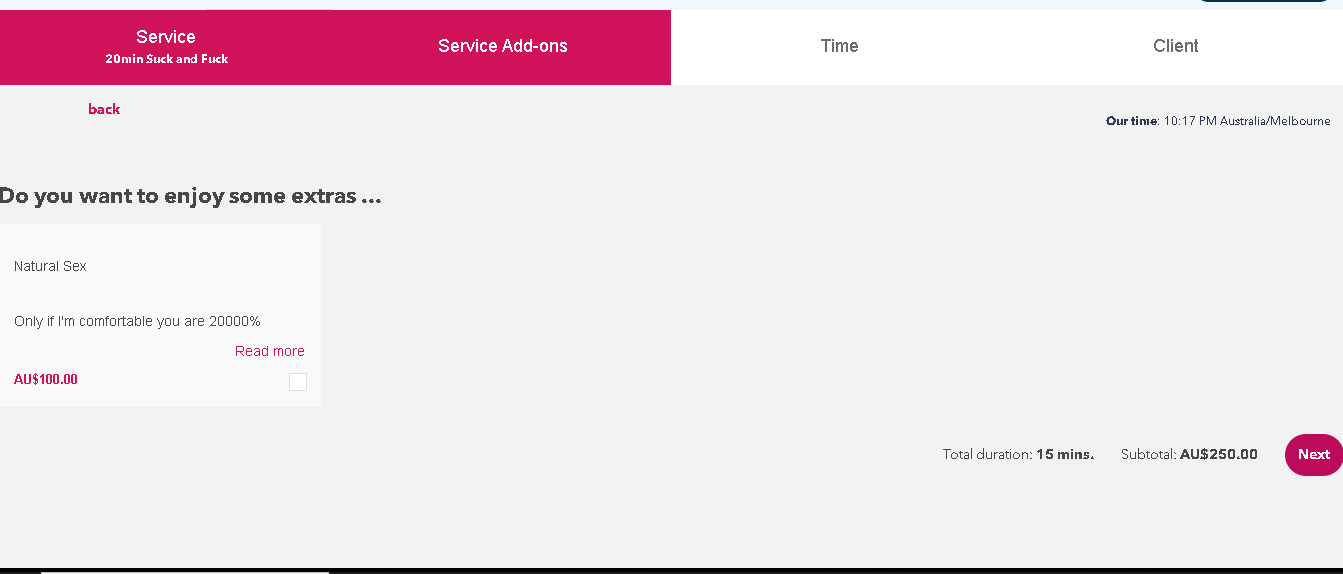 Service
20min Suck and Fuck
Service Add-ons
Time
Client
back
Our time: 10:17 PM Australia/Melbourne
Do you want to enjoy some extras ...
Natural Sex
Only if I'm comfortable you are 20000%
Read more
AU$100.00
Total duration: 15 mins. Subtotal: AU$250.00 Next